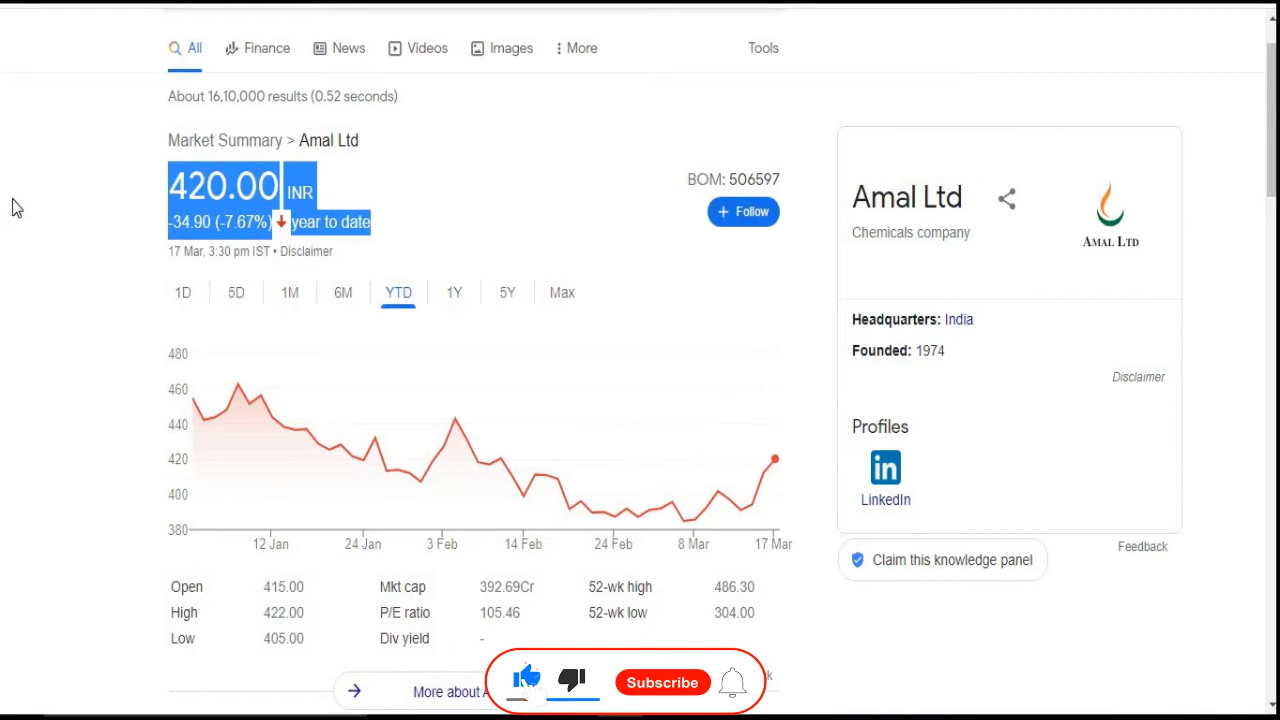 All Finance News Videos Images More Tools
About 16,10,000 results (0.52 seconds)
Market Summary > Amal Ltd
420.00 INR
-34.90 (-7.67%) year to date
17 Mar, 3:30 pm IST • Disclaimer
BOM: 506597
+ Follow
1D 5D 1M 6M YTD 1Y 5Y Max
480
460
440
420
400
380
12 Jan 24 Jan 3 Feb 14 Feb 24 Feb 8 Mar 17 Mar
Open 415.00 Mkt cap 392.69Cr 52-wk high 486.30
High 422.00 P/E ratio 105.46 52-wk low 304.00
Low 405.00 Div yield -
More about
Subscribe
Amal Ltd
Chemicals company
AMAL LTD
Headquarters: India
Founded: 1974
Disclaimer
Profiles
in
LinkedIn
Feedback
Claim this knowledge panel